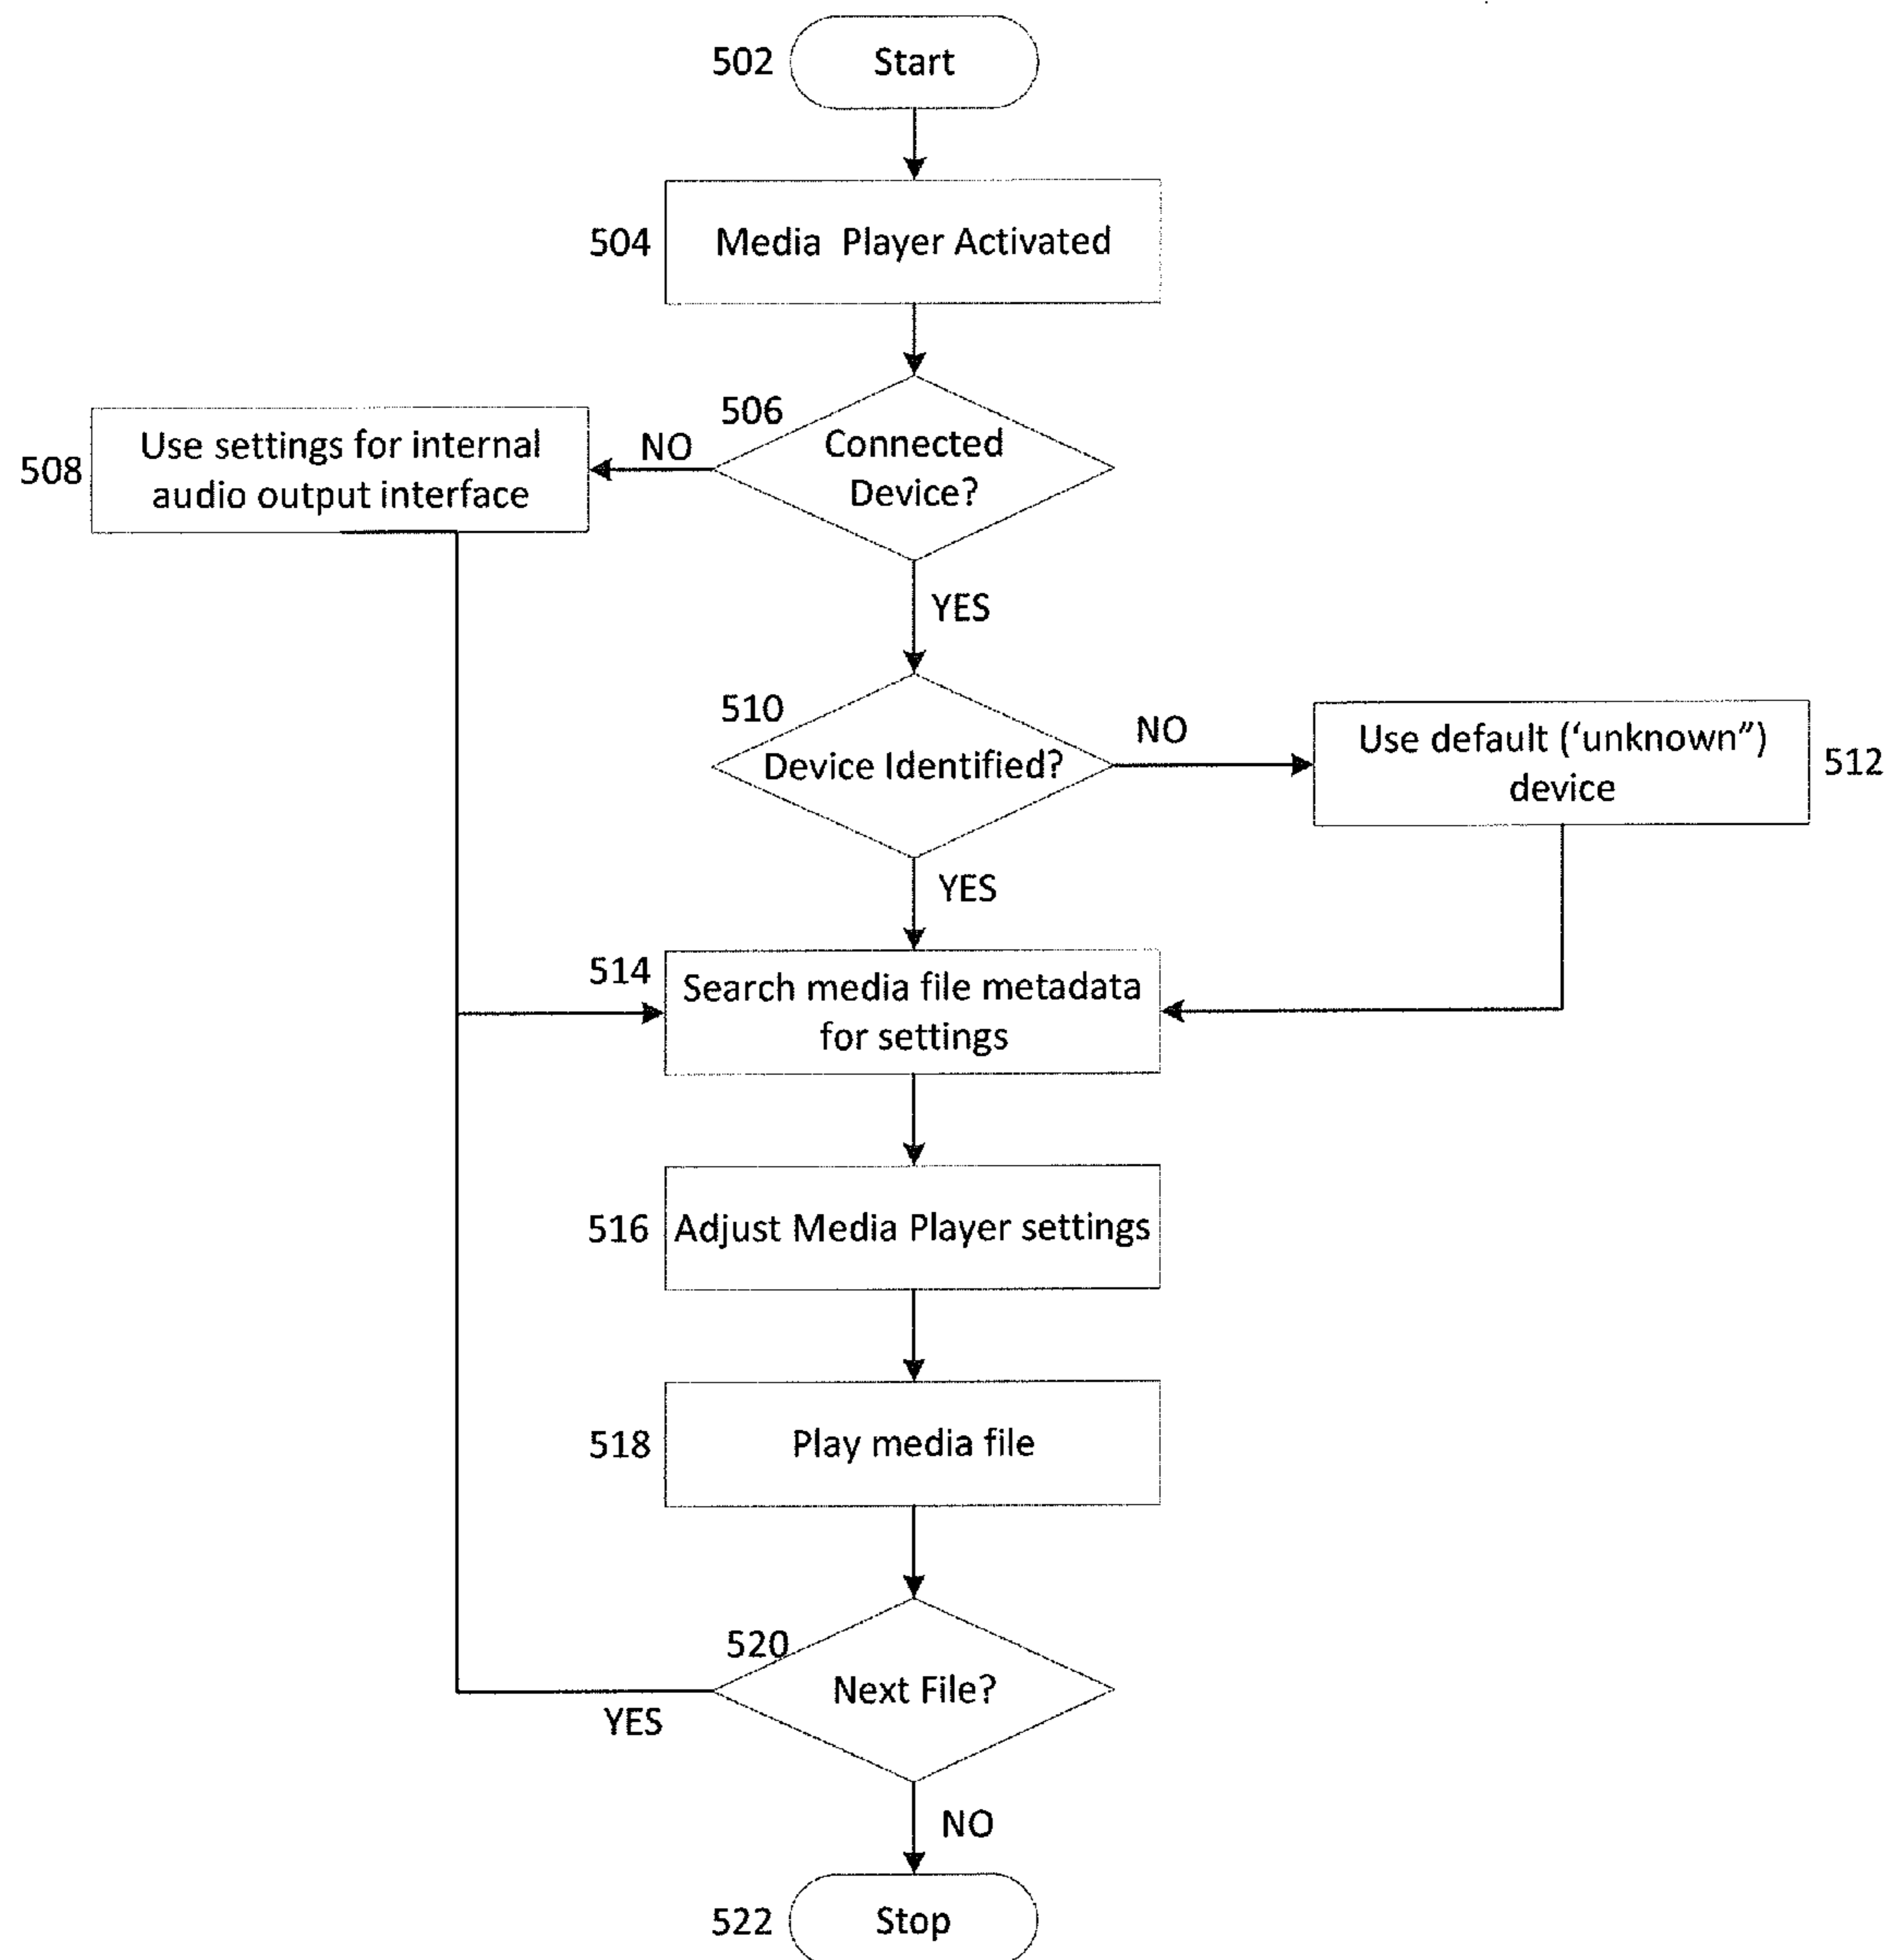 502
Start
504
Media Player Activated
506
Connected
Device?
NO
508
Use settings for internal
audio output interface
YES
510
Device Identified?
NO
Use default (‘unknown”)
device
512
YES
514
Search media file metadata
for settings
516
Adjust Media Player settings
518
Play media file
520
Next File?
YES
NO
522
Stop